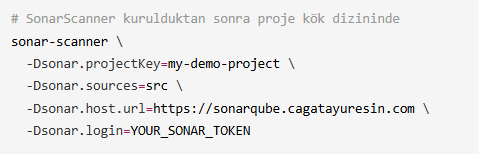 # SonarScanner kurulduktan sonra proje kök dizininde
sonar-scanner \
  -Dsonar.projectKey=my-demo-project \
  -Dsonar.sources=src \
  -Dsonar.host.url=https://sonarqube.cagatayuresin.com \
  -Dsonar.login=YOUR_SONAR_TOKEN